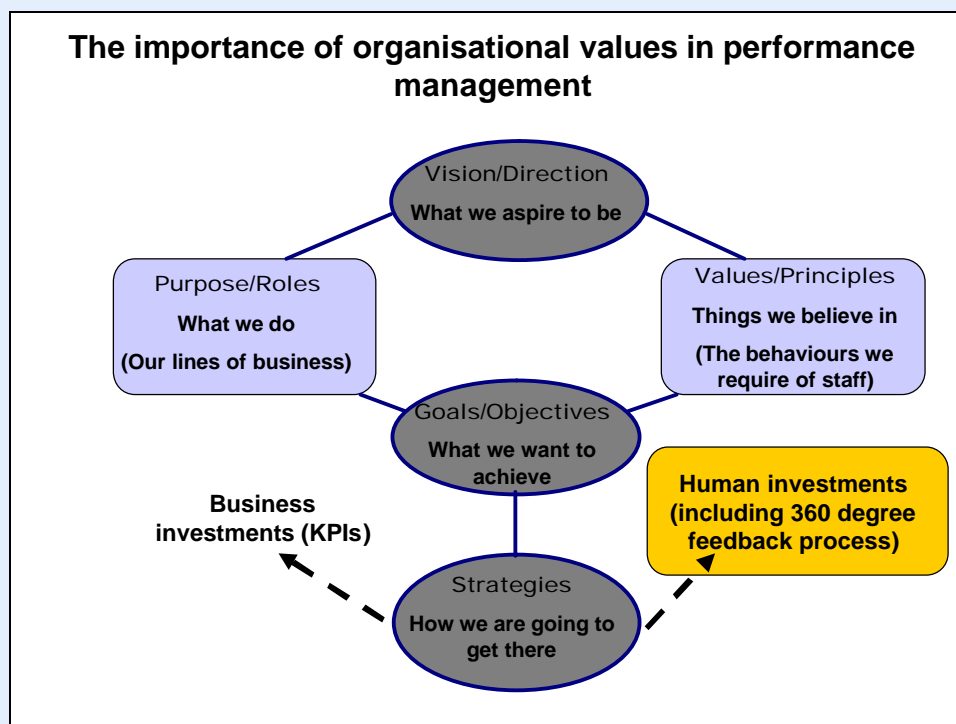 The importance of organisational values in performance
management
Vision/Direction
What we aspire to be
Purpose/Roles
What we do
(Our lines of business)
Values/Principles
Things we believe in
(The behaviours we
require of staff)
Goals/Objectives
What we want to
achieve
Business
investments (KPIs)
Human investments
(including 360 degree
feedback process)
Strategies
How we are going to
get there